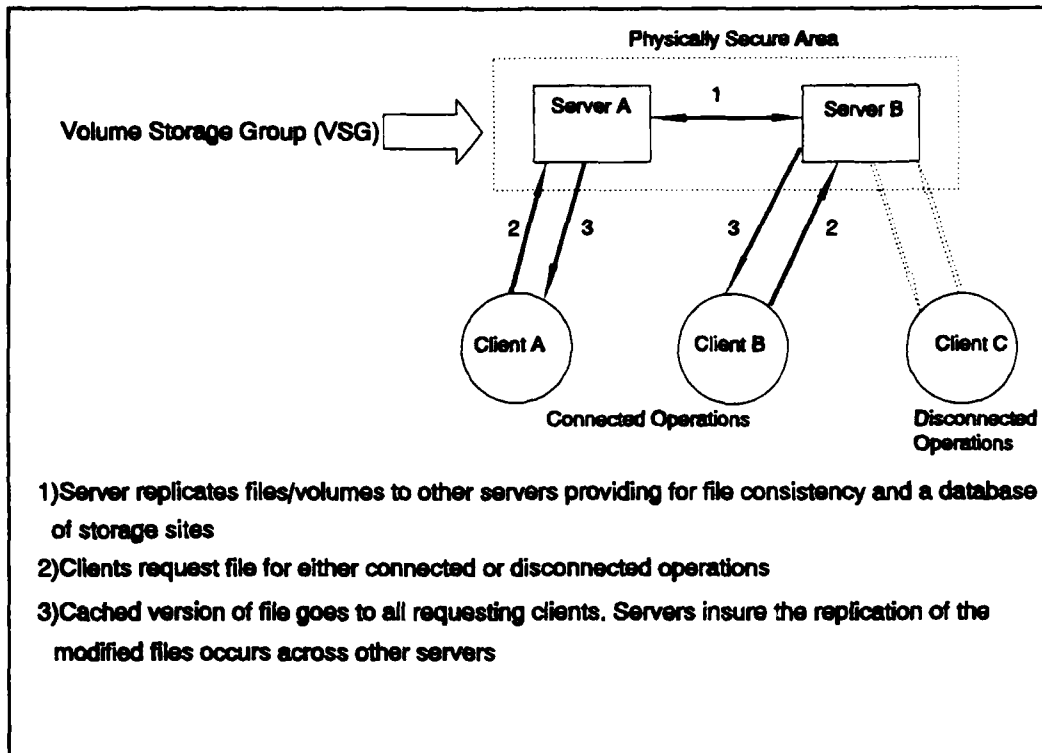 Physically Secure Area
Server A
1
Server B
Volume Storage Group (VSG)
2
3
3
2
Client A
Client B
Client C
Connected Operations
Disconnected
Operations
1)Server replicates files/volumes to other servers providing for file consistency and a database
of storage sites
2)Clients request file for either connected or disconnected operations
3)Cached version of file goes to all requesting clients. Servers insure the replication of the
modified files occurs across other servers